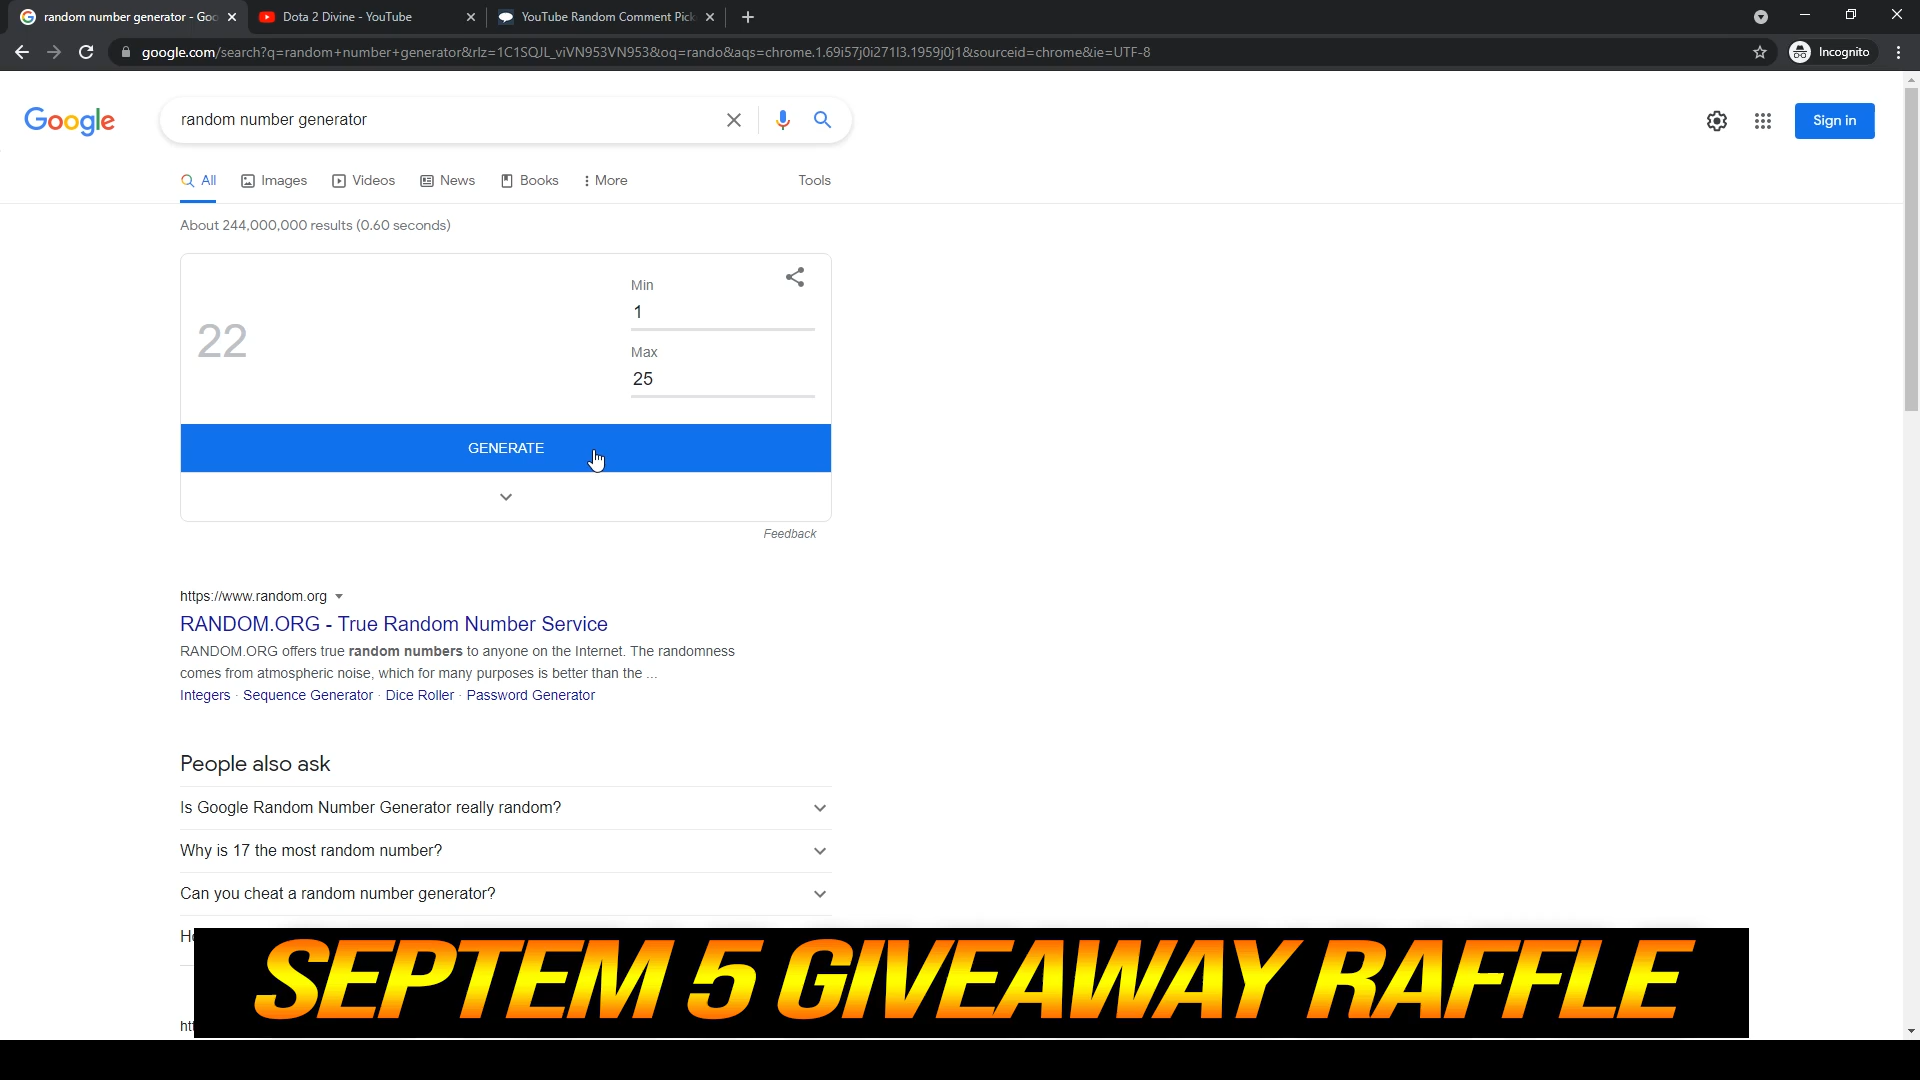 random number generator - Goo
Dota 2 Divine - YouTube
YouTube Random Comment Pick
google.com/search?q=random+number+generator&rlz=1C1SQJL_viVN953VN953&oq=rando&aqs=chrome.1.69i57j0i271l3.1959j0j1&sourceid=chrome&ie=UTF-8
Incognito
Google
random number generator
Sign in
All
Images
Videos
News
Books
More
Tools
About 244,000,000 results (0.60 seconds)
Min
1
22
Max
25
GENERATE
Feedback
https://www.random.org
RANDOM.ORG - True Random Number Service
RANDOM.ORG offers true random numbers to anyone on the Internet. The randomness
comes from atmospheric noise, which for many purposes is better than the ...
Integers · Sequence Generator · Dice Roller · Password Generator
People also ask
Is Google Random Number Generator really random?
Why is 17 the most random number?
Can you cheat a random number generator?
SEPTEM 5 GIVEAWAY RAFFLE